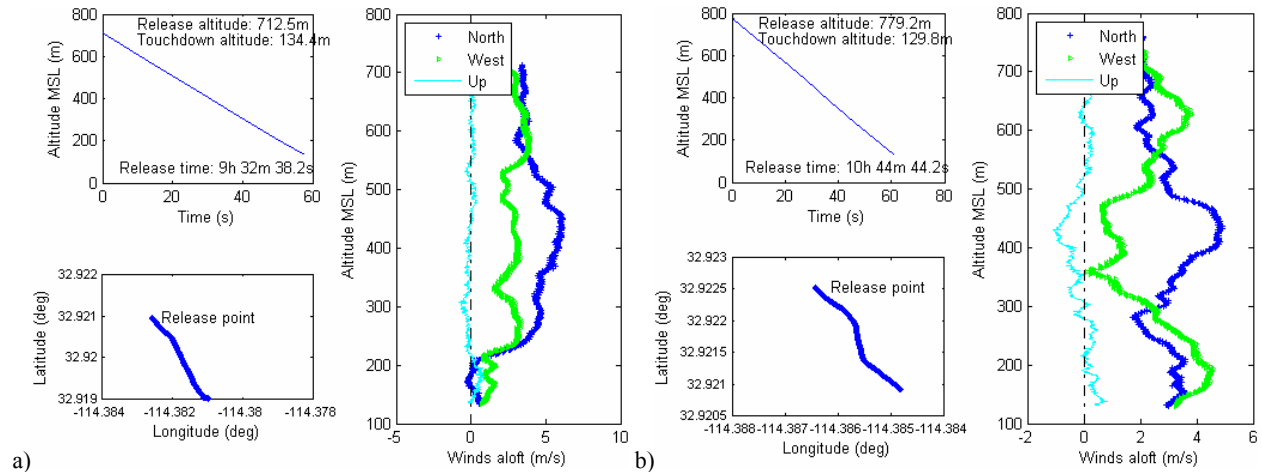 Release altitude: 712.5m
Touchdown altitude: 134.4m
800
600
400
200
0
Altitude MSL (m)
Release time: 9h 32m 38.2s
0 20 40 60
Time (s)
32.922
32.921
32.92
32.919
Latitude (deg)
Release point
-114.384 -114.382 -114.38 -114.378
Longitude (deg)
North
West
Up
800
700
600
500
400
300
200
100
Altitude MSL (m)
-5 0 5 10
Winds aloft (m/s)
a)
Release altitude: 779.2m
Touchdown altitude: 129.8m
800
600
400
200
0
Altitude MSL (m)
Release time: 10h 44m 44.2s
0 20 40 60 80
Time (s)
32.923
32.9225
32.922
32.9215
32.921
32.9205
Latitude (deg)
Release point
-114.388 -114.387 -114.386 -114.385 -114.384
Longitude (deg)
North
West
Up
800
700
600
500
400
300
200
100
Altitude MSL (m)
-2 0 2 4 6
Winds aloft (m/s)
b)